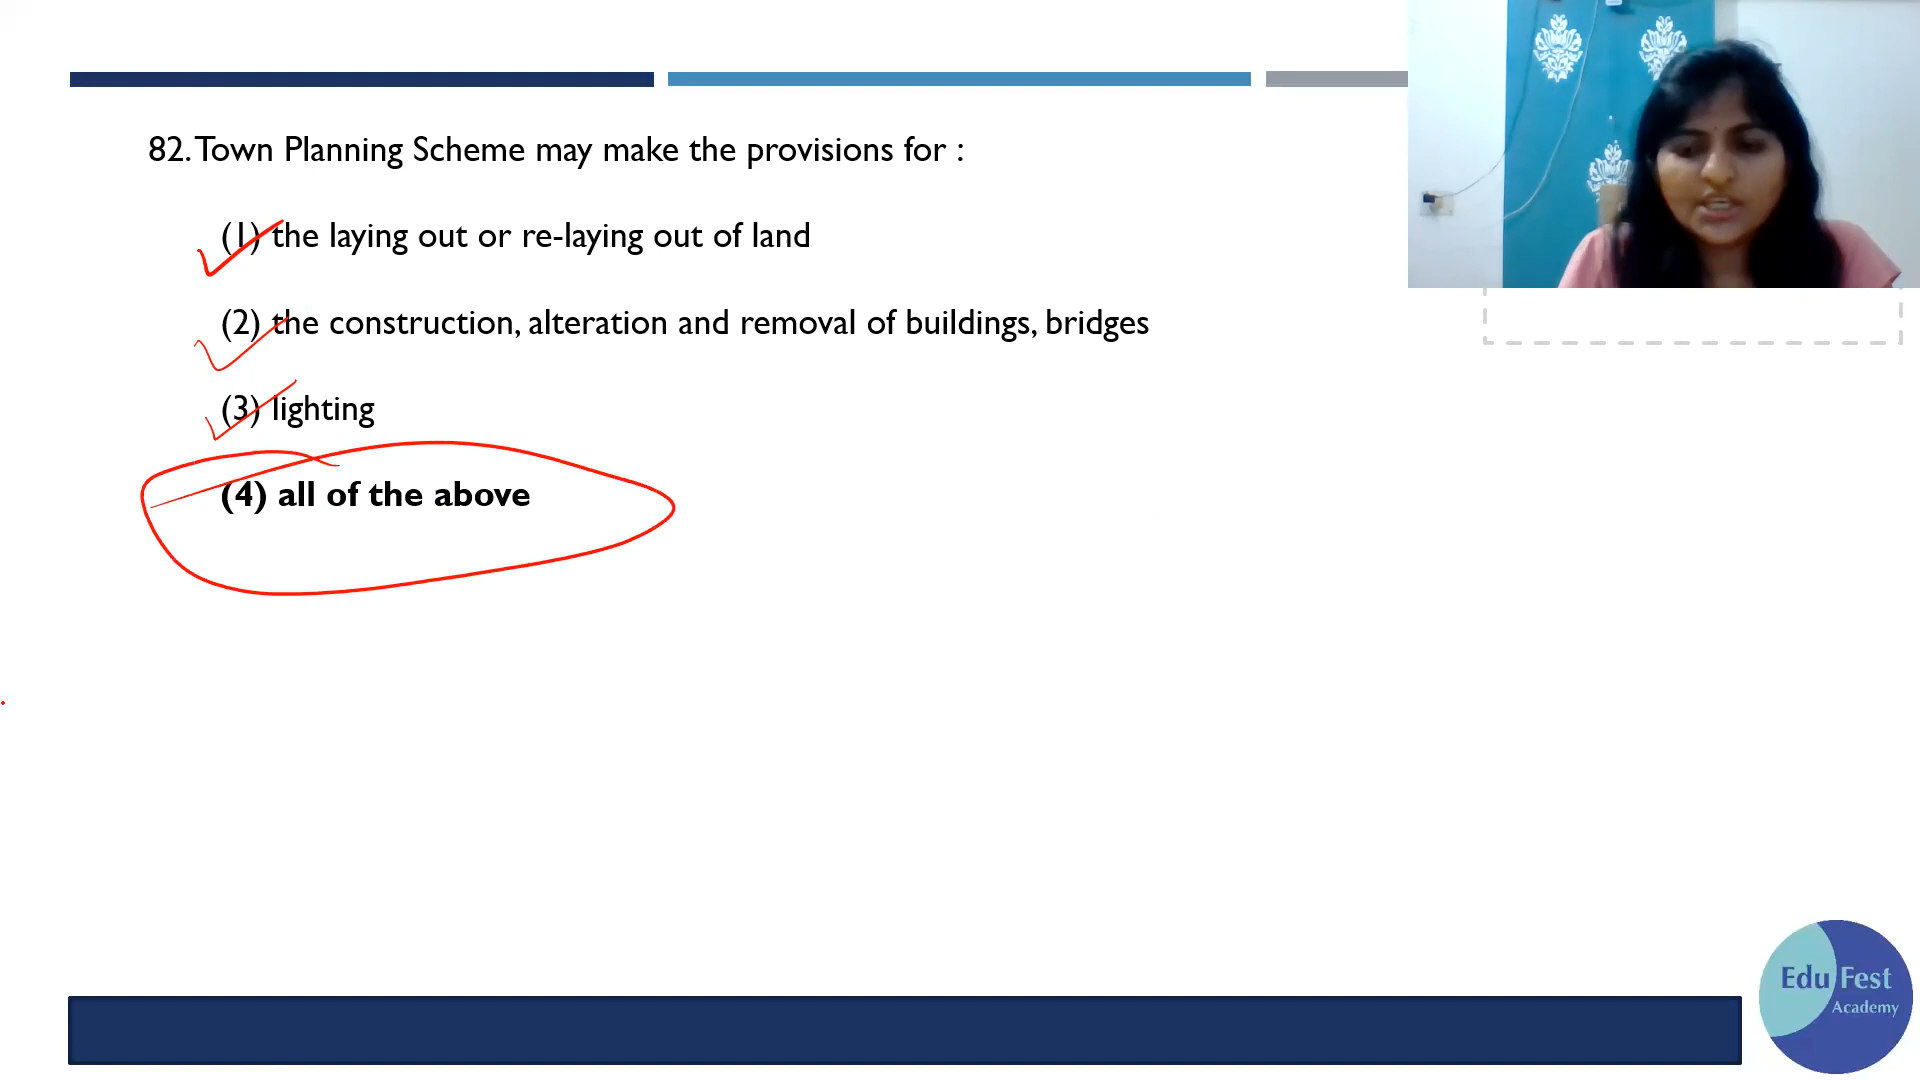 82. Town Planning Scheme may make the provisions for :
(1) the laying out or re-laying out of land
(2) the construction, alteration and removal of buildings, bridges
(3) lighting
(4) all of the above
Edu Fest
Academy